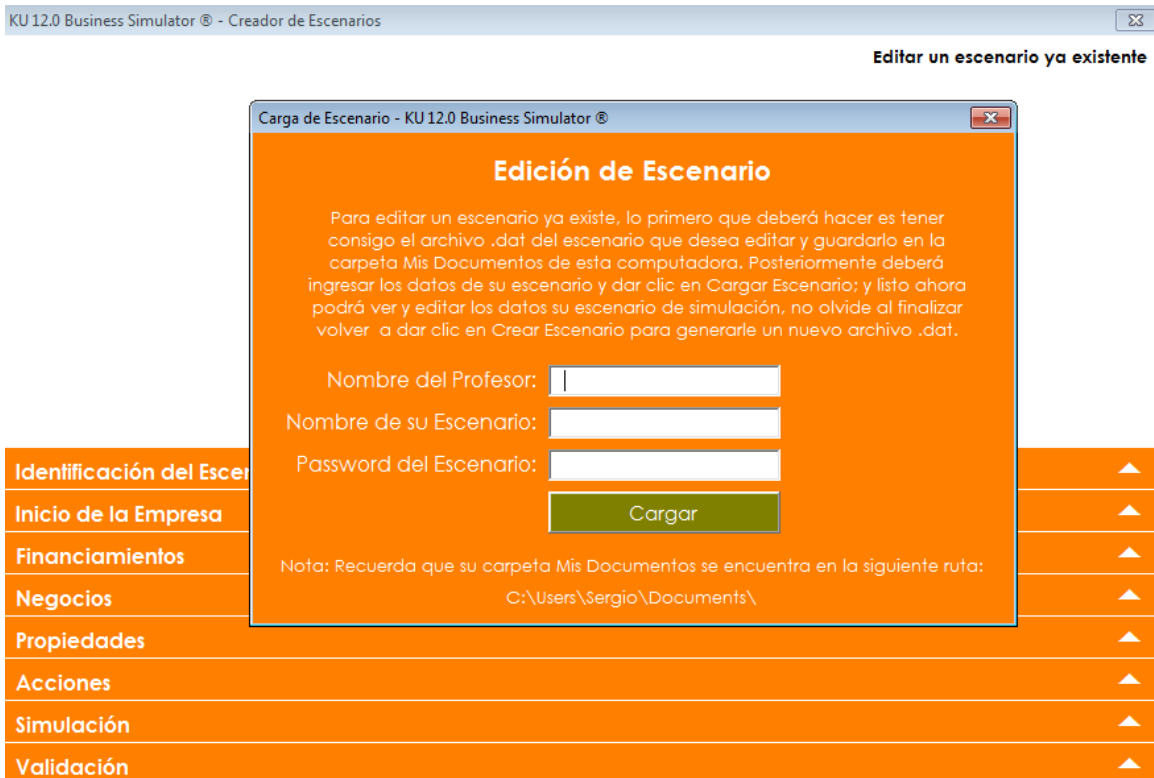 KU 12.0 Business Simulator ® - Creador de Escenarios
Editar un escenario ya existente
Carga de Escenario - KU 12.0 Business Simulator ®
Edición de Escenario
Para editar un escenario ya existe, lo primero que deberá hacer es tener
consigo el archivo .dat del escenario que desea editar y guardarlo en la
carpeta Mis Documentos de esta computadora. Posteriormente deberá
ingresar los datos de su escenario y dar clic en Cargar Escenario; y listo ahora
podrá ver y editar los datos su escenario de simulación, no olvide al finalizar
volver a dar clic en Crear Escenario para generarle un nuevo archivo .dat.
Nombre del Profesor:
Nombre de su Escenario:
Password del Escenario:
Cargar
Nota: Recuerda que su carpeta Mis Documentos se encuentra en la siguiente ruta:
C:\Users\Sergio\Documents\
Identificación del Escen
Inicio de la Empresa
Financiamientos
Negocios
Propiedades
Acciones
Simulación
Validación